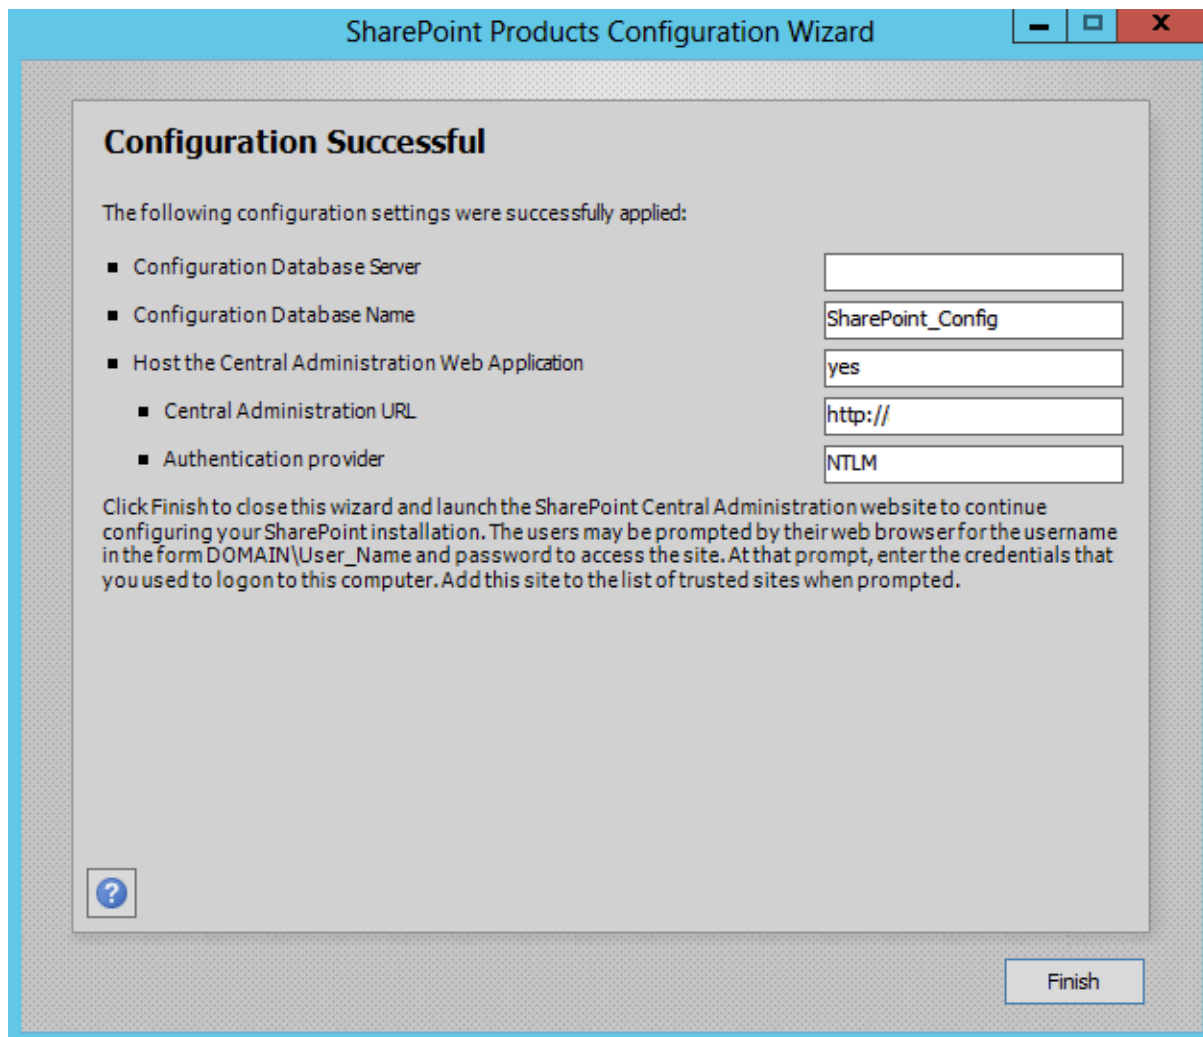 SharePoint Products Configuration Wizard
Configuration Successful
The following configuration settings were successfully applied:
Configuration Database Server
Configuration Database Name SharePoint_Config
Host the Central Administration Web Application yes
Central Administration URL http://
Authentication provider NTLM
Click Finish to close this wizard and launch the SharePoint Central Administration website to continue
configuring your SharePoint installation. The users may be prompted by their web browser for the username
in the form DOMAIN\User_Name and password to access the site. At that prompt, enter the credentials that
you used to logon to this computer. Add this site to the list of trusted sites when prompted.
?
Finish